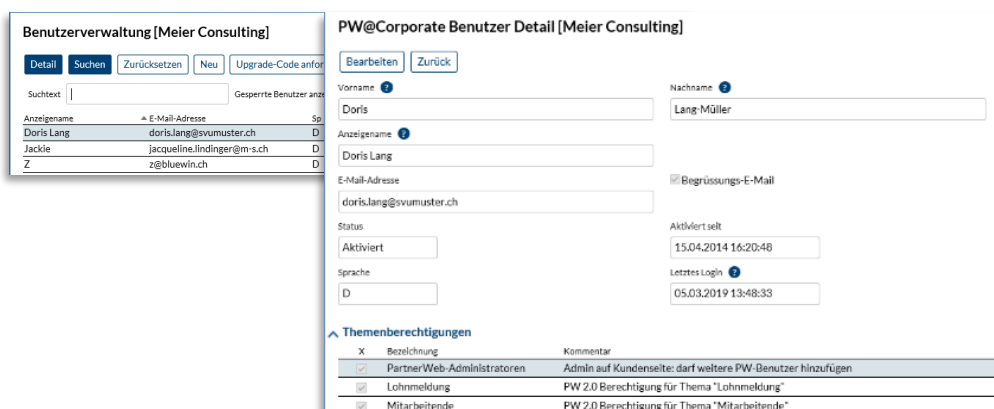 Benutzerverwaltung [Meier Consulting]
Detail Suchen Zurücksetzen Neu Upgrade-Code anfor
Suchtext Gesperrte Benutzer anze
Anzeigename E-Mail-Adresse Sp
Doris Lang doris.lang@svumuster.ch D
Jackie jacqueline.lindinger@m-s.ch D
Z z@bluewin.ch D
PW@Corporate Benutzer Detail [Meier Consulting]
Bearbeiten Zurück
Vorname ? Nachname ?
Doris Lang-Müller
Anzeigename ?
Doris Lang
E-Mail-Adresse Begrüssungs-E-Mail
doris.lang@svumuster.ch
Status Aktiviert seit
Aktiviert 15.04.2014 16:20:48
Sprache Letztes Login ?
D 05.03.2019 13:48:33
Themenberechtigungen
X Bezeichnung Kommentar
PartnerWeb-Administratoren Admin auf Kundenseite: darf weitere PW-Benutzer hinzufügen
Lohnmeldung PW 2.0 Berechtigung für Thema "Lohnmeldung"
Mitarbeitende PW 2.0 Berechtigung für Thema "Mitarbeitende"